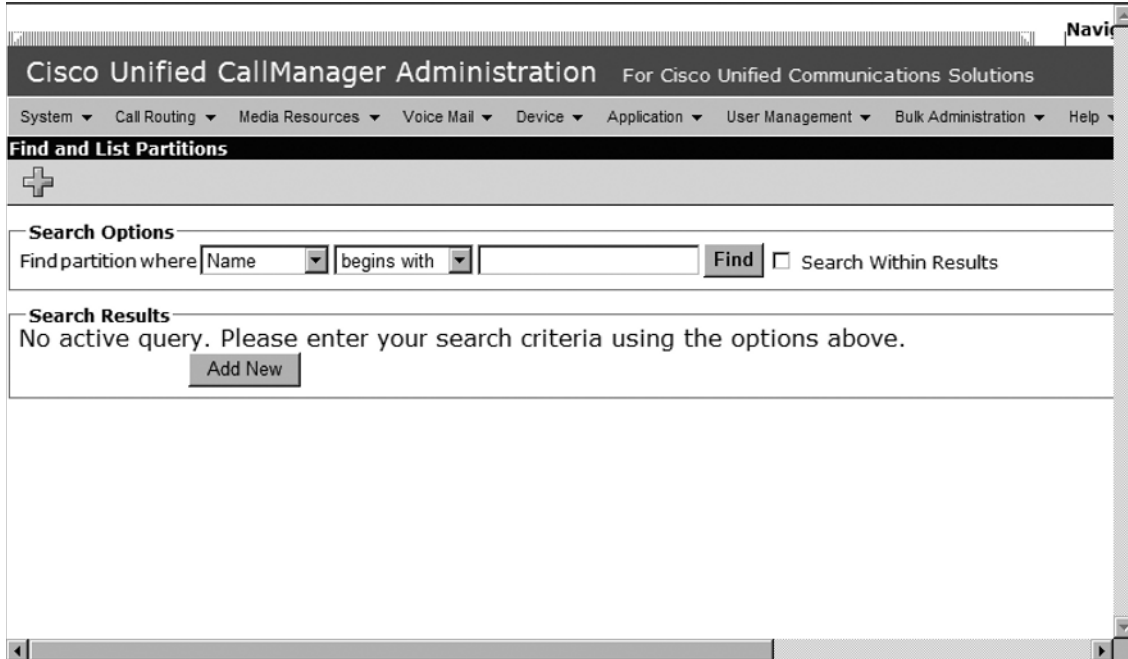 Navig
Cisco Unified CallManager Administration For Cisco Unified Communications Solutions
System Call Routing Media Resources Voice Mail Device Application User Management Bulk Administration Help
Find and List Partitions
Search Options
Find partition where Name begins with Find Search Within Results
Search Results
No active query. Please enter your search criteria using the options above.
Add New